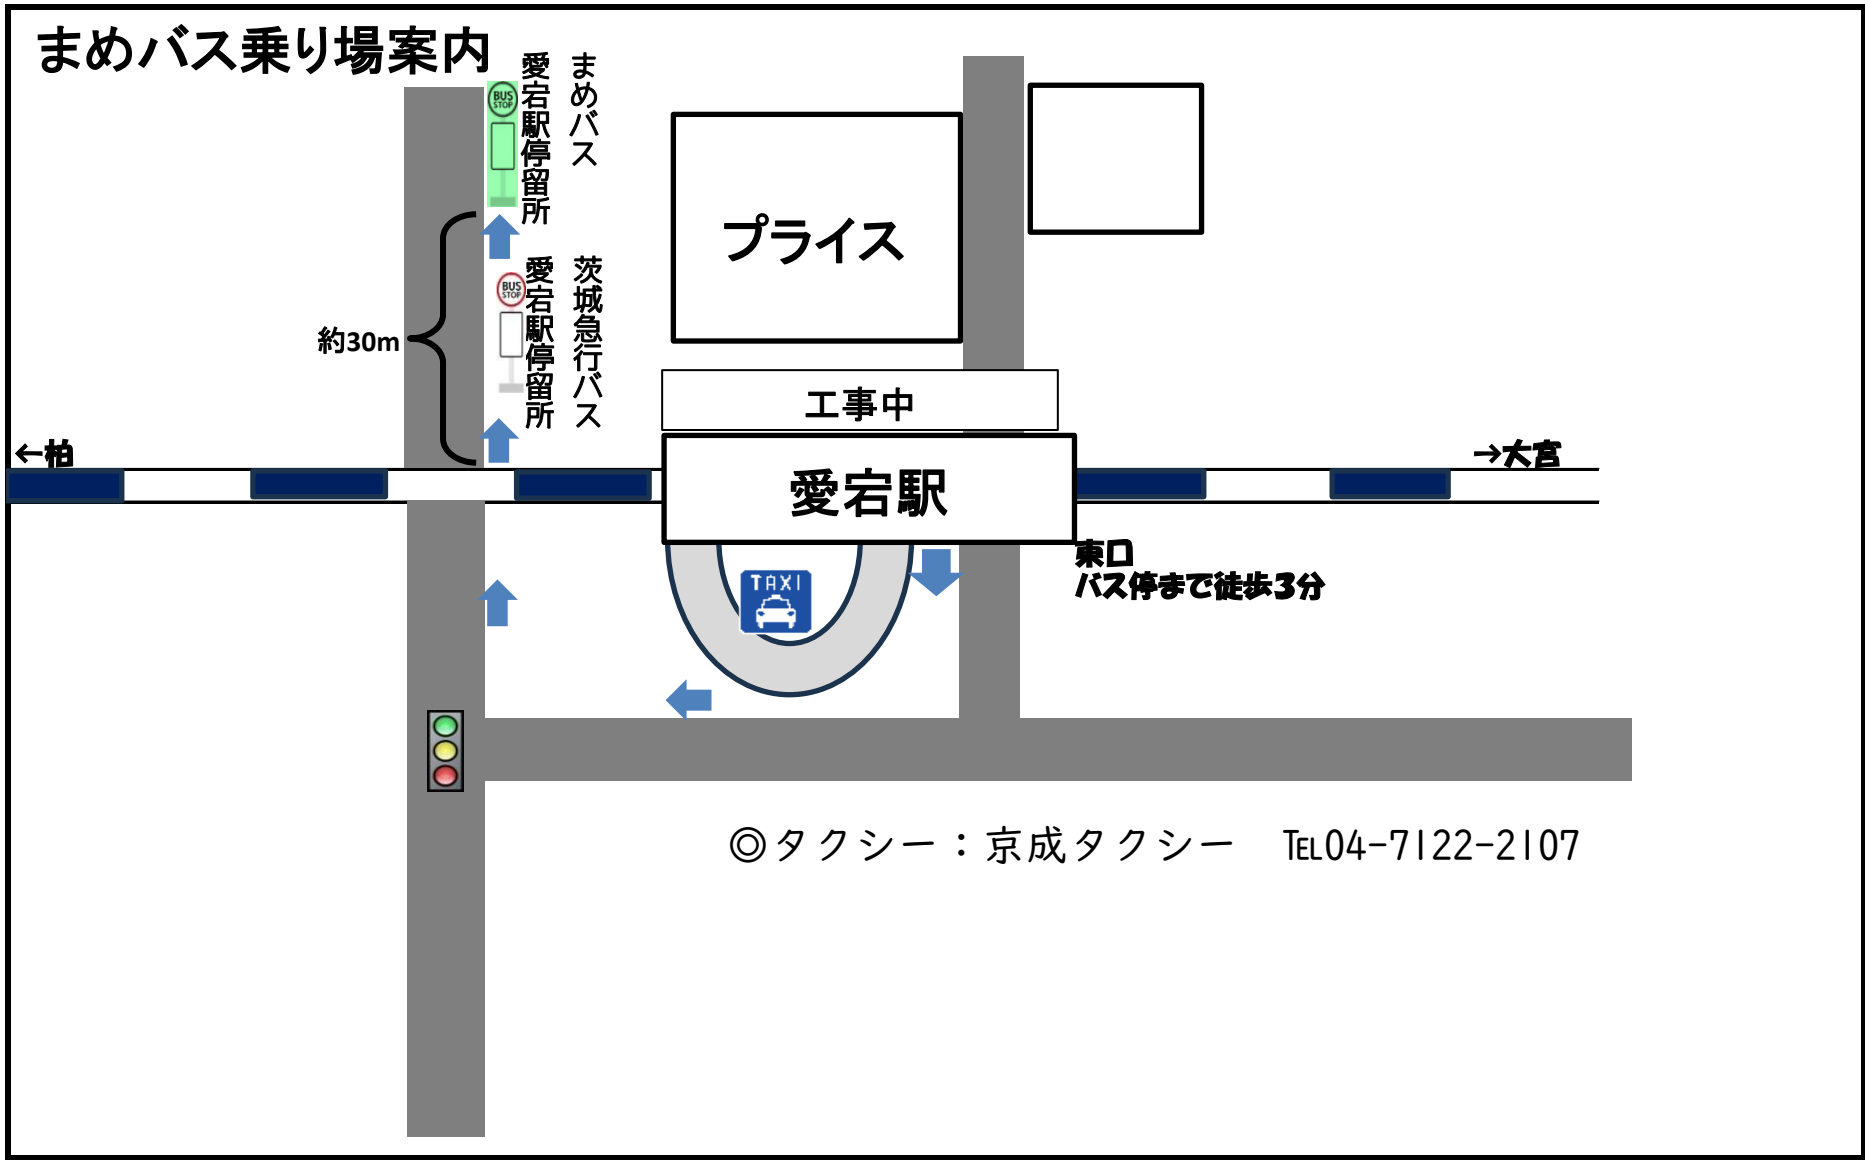 まめバス乗り場案内
まめバス
愛宕駅停留所
BUS
STOP
プライス
茨城急行バス
愛宕駅停留所
BUS
STOP
約30m
工事中
←柏
→大宮
愛宕駅
東口
バス停まで徒歩3分
TAXI
◎タクシー：京成タクシー　℡04-7122-2107